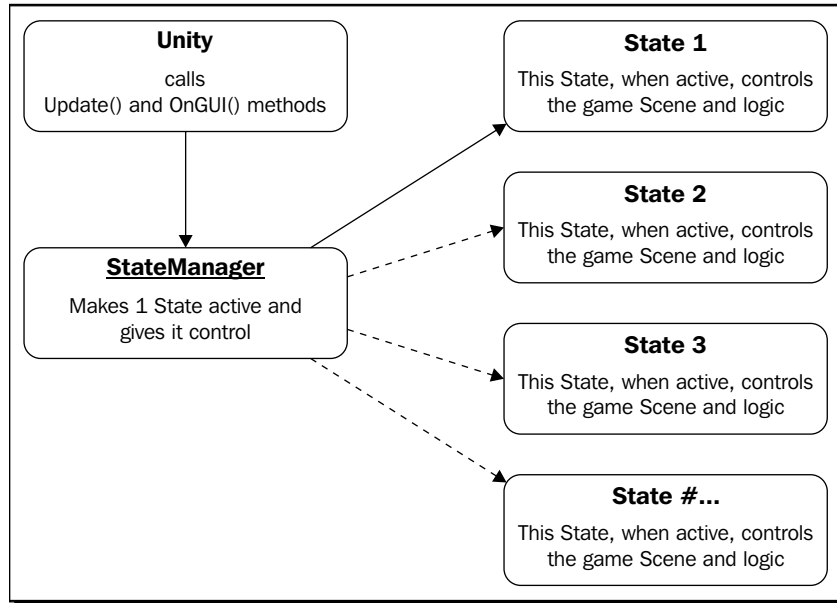 Unity
calls
Update() and OnGUI() methods
StateManager
Makes 1 State active and
gives it control
State 1
This State, when active, controls
the game Scene and logic
State 2
This State, when active, controls
the game Scene and logic
State 3
This State, when active, controls
the game Scene and logic
State #...
This State, when active, controls
the game Scene and logic